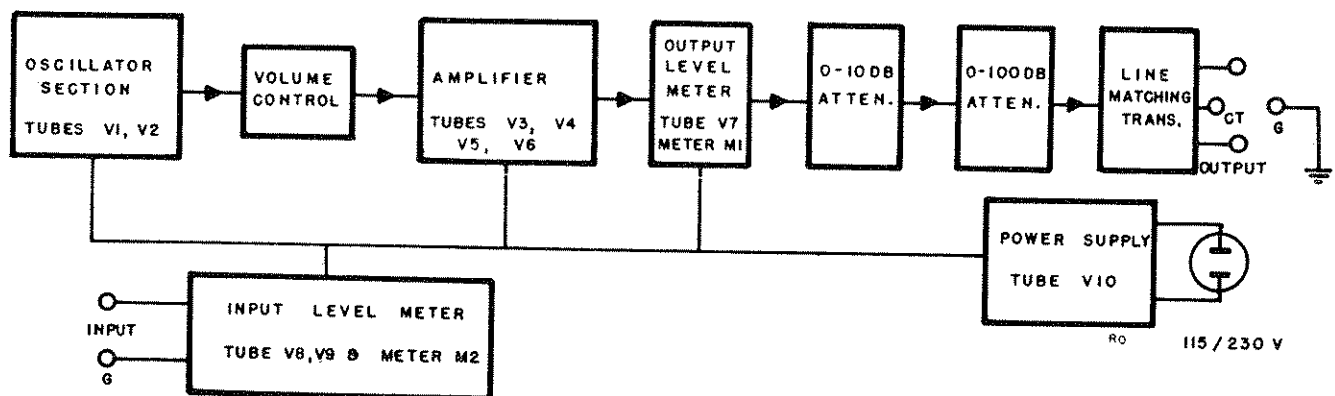 OSCILLATOR
SECTION
TUBES V1, V2
VOLUME
CONTROL
AMPLIFIER
TUBES V3, V4
V5, V6
OUTPUT
LEVEL
METER
TUBE V7
METER M1
0-10DB
ATTEN.
0-100DB
ATTEN.
LINE
MATCHING
TRANS.
CT
G
OUTPUT
POWER SUPPLY
TUBE V10
RO
115/230 V
INPUT
G
INPUT LEVEL METER
TUBE V8,V9 & METER M2